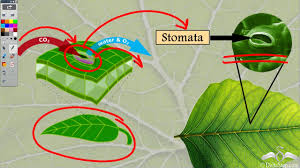 CO₂
Water & O₂
Stomata